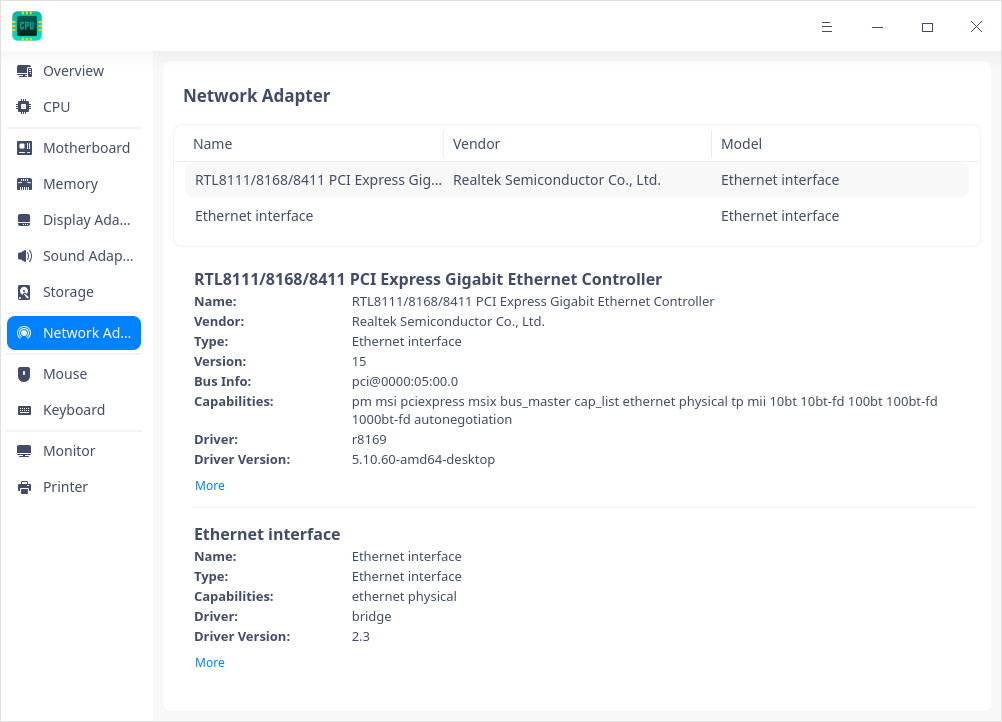 CPU
Overview
CPU
Motherboard
Memory
Display Ada...
Sound Adap...
Storage
Network Ad...
Mouse
Keyboard
Monitor
Printer
Network Adapter
Name Vendor Model
RTL8111/8168/8411 PCI Express Gig... Realtek Semiconductor Co., Ltd. Ethernet interface
Ethernet interface Ethernet interface
RTL8111/8168/8411 PCI Express Gigabit Ethernet Controller
Name: RTL8111/8168/8411 PCI Express Gigabit Ethernet Controller
Vendor: Realtek Semiconductor Co., Ltd.
Type: Ethernet interface
Version: 15
Bus Info: pci@0000:05:00.0
Capabilities: pm msi pciexpress msix bus_master cap_list ethernet physical tp mii 10bt 10bt-fd 100bt 100bt-fd
1000bt-fd autonegotiation
Driver: r8169
Driver Version: 5.10.60-amd64-desktop
More
Ethernet interface
Name: Ethernet interface
Type: Ethernet interface
Capabilities: ethernet physical
Driver: bridge
Driver Version: 2.3
More